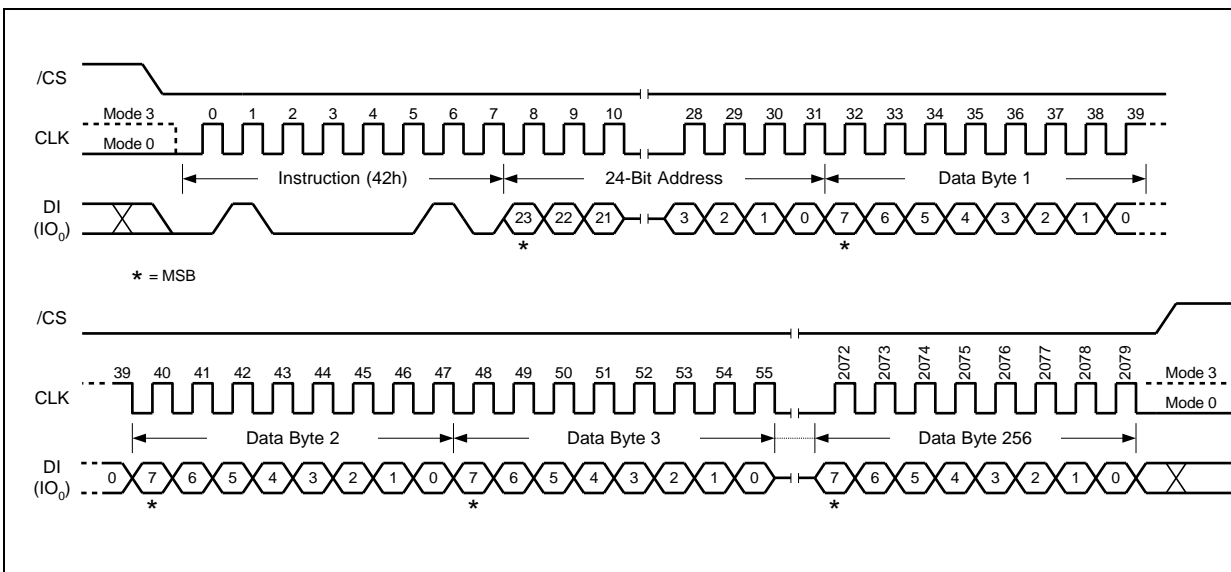 /CS
Mode 3 0 1 2 3 4 5 6 7 8 9 10 28 29 30 31 32 33 34 35 36 37 38 39
CLK
Mode 0
Instruction (42h) 24-Bit Address Data Byte 1
DI
(IO0) 23 22 21 3 2 1 0 7 6 5 4 3 2 1 0
* *
* = MSB
/CS
39 40 41 42 43 44 45 46 47 48 49 50 51 52 53 54 55 2072 2073 2074 2075 2076 2077 2078 2079 Mode 3
CLK
Mode 0
Data Byte 2 Data Byte 3 Data Byte 256
DI
(IO0) 0 7 6 5 4 3 2 1 0 7 6 5 4 3 2 1 0 7 6 5 4 3 2 1 0
* * *